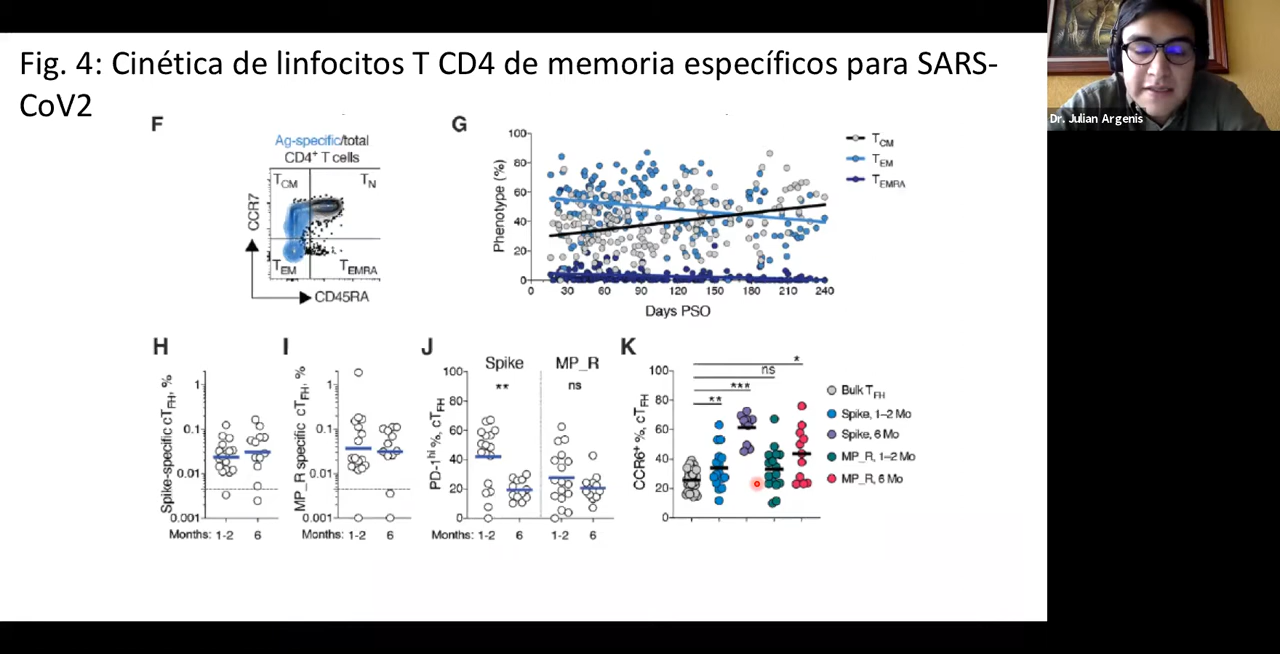 Fig. 4: Cinética de linfocitos T CD4 de memoria específicos para SARS-
CoV2
Dr. Julian Argenis
F
Ag-specific/total
CD4+ T cells
TCM
TN
TEM
TEMRA
CCR7
CD45RA
G
Phenotype (%)
100
80
60
40
20
0
0 30 60 90 120 150 180 210 240
Days PSO
TCM
TEM
TEMRA
H
Spike-specific cTFH, %
1
0.1
0.01
0.001
Months: 1-2 6
I
MP_R specific cTFH, %
1
0.1
0.01
0.001
Months: 1-2 6
J
Spike
MP_R
**
ns
PD-1hi %, cTFH
100
80
60
40
20
0
Months: 1-2 6 1-2 6
K
*
ns
***
**
CCR6+ %, cTFH
100
80
60
40
20
0
Bulk TFH
Spike, 1–2 Mo
Spike, 6 Mo
MP_R, 1–2 Mo
MP_R, 6 Mo